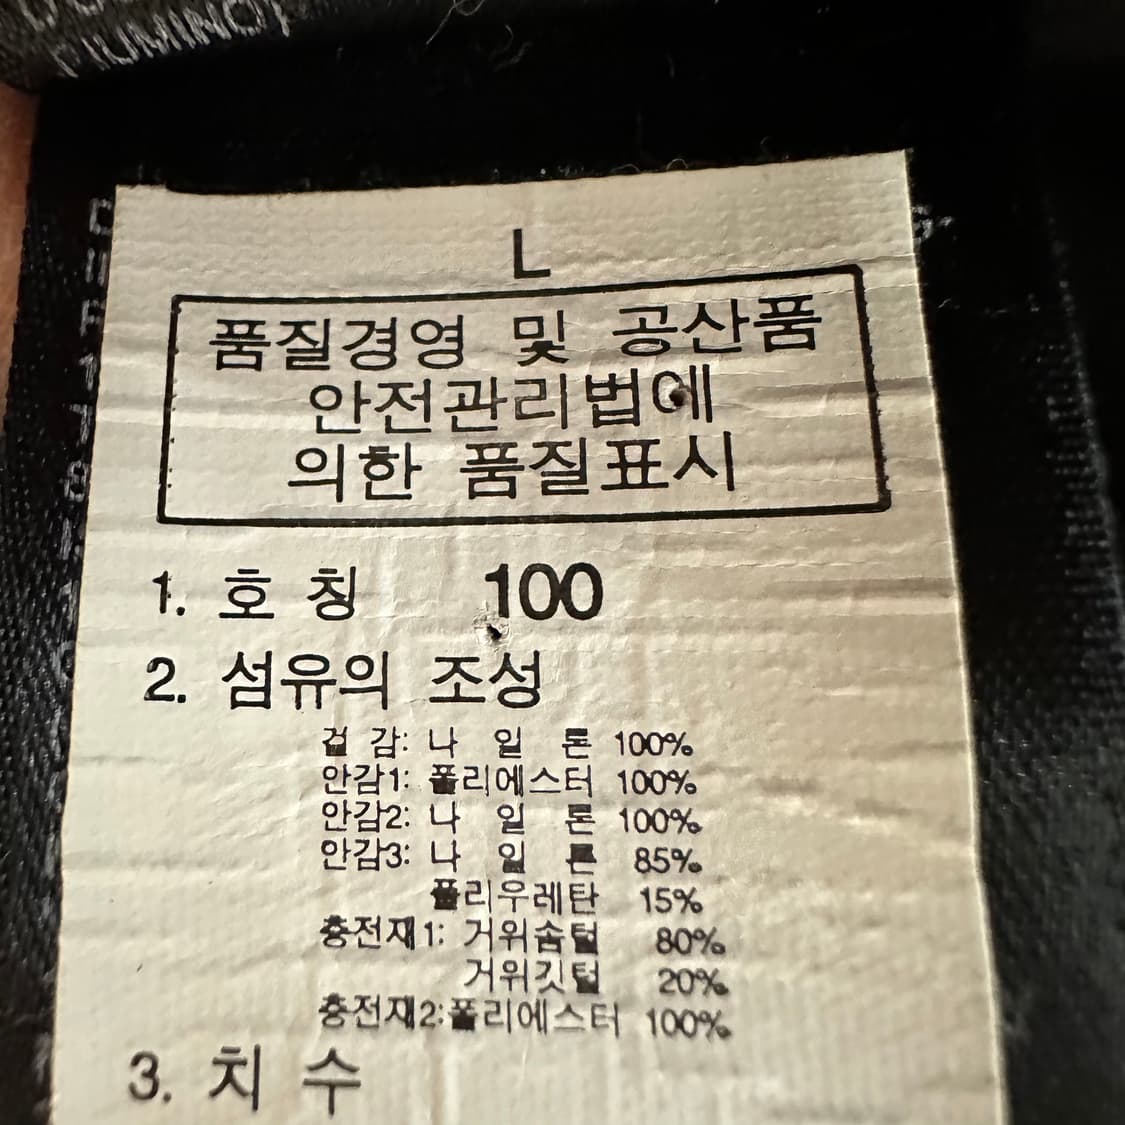 L
품질경영 및 공산품
안전관리법에
의한 품질표시
1. 호 칭 100
2. 섬유의 조성
겉 감: 나 일 론 100%
안감1: 폴리에스터 100%
안감2: 나 일 론 100%
안감3: 나 일 론 85%
폴리우레탄 15%
충전재1: 거위솜털 80%
거위깃털 20%
충전재2:폴리에스터 100%
3. 치 수